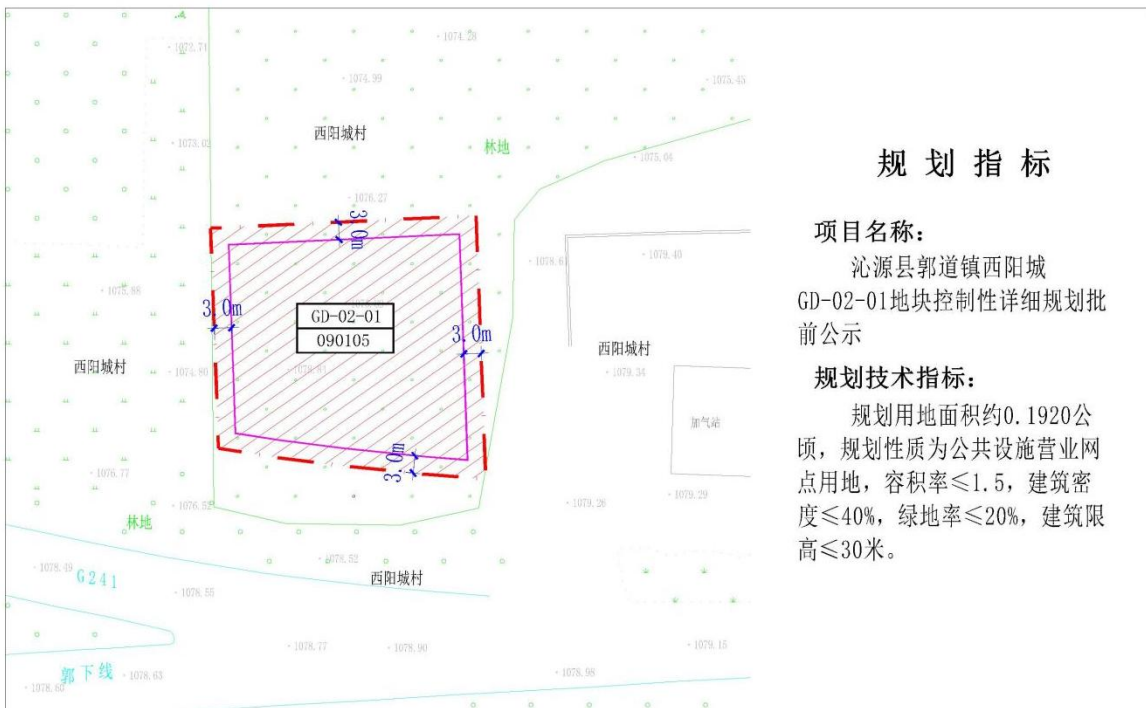 ·1074.28
·1072.71
·1074.99
·1075.45
西阳城村
·1073.02
林地
·1075.04
·1076.27
3.0m
·1078.61
·1079.40
·1075.88
3.0m
GD-02-01
090105
3.0m
西阳城村
西阳城村
·1074.80
·1079.34
加气站
3.0m
·1076.77
·1079.29
·1076.52
·1079.26
林地
·1078.52
西阳城村
·1078.49
G241
·1078.55
·1078.77
·1078.90
·1079.15
郭下线
·1078.63
·1078.98
·1078.60
规划指标
项目名称：
沁源县郭道镇西阳城
GD-02-01地块控制性详细规划批
前公示
规划技术指标：
规划用地面积约0.1920公
顷，规划性质为公共设施营业网
点用地，容积率≤1.5，建筑密
度≤40%，绿地率≤20%，建筑限
高≤30米。